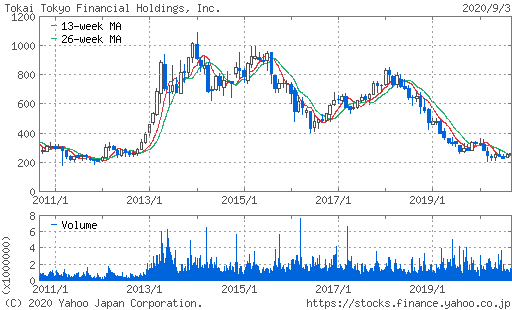 Tokai Tokyo Financial Holdings, Inc. 2020/9/3
1200
13-week MA
26-week MA
1000
800
600
400
200
0
2011/1 2013/1 2015/1 2017/1 2019/1
8
Volume
6
4
2
0
(x1000000)
2011/1 2013/1 2015/1 2017/1 2019/1
(C) 2020 Yahoo Japan Corporation. https://stocks.finance.yahoo.co.jp/